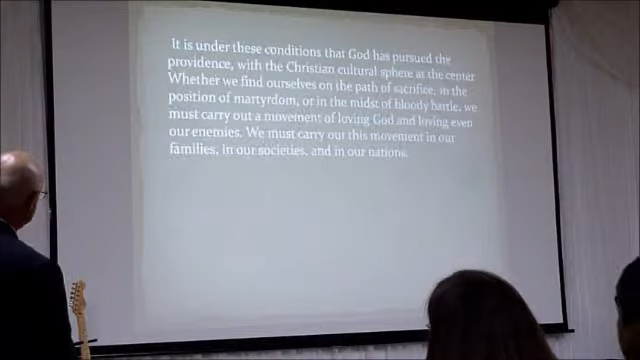 It is under these conditions that God has pursued the
providence, with the Christian cultural sphere at the center.
Whether we find ourselves on the path of sacrifice, in the
position of martyrdom, or in the midst of bloody battle, we
must carry out a movement of loving God and loving even
our enemies. We must carry out this movement in our
families, in our societies, and in our nations.